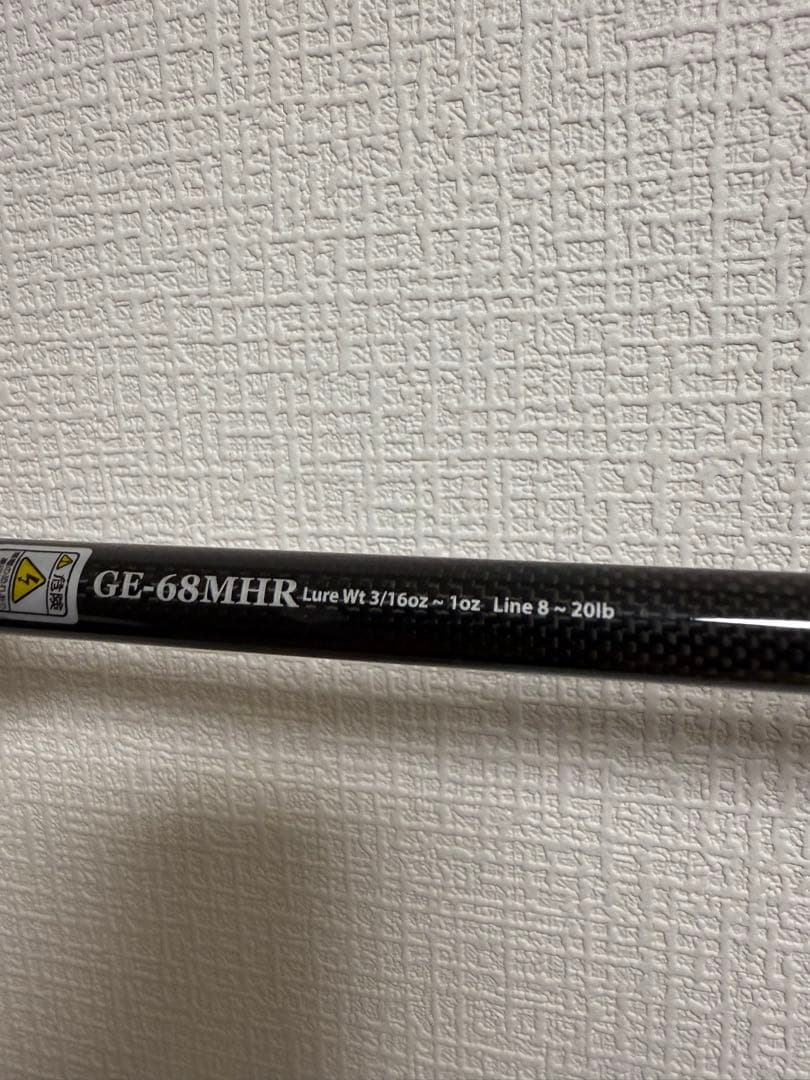 危険
GE-68MHR Lure Wt 3/16oz ~ 1oz Line 8 ~ 20lb